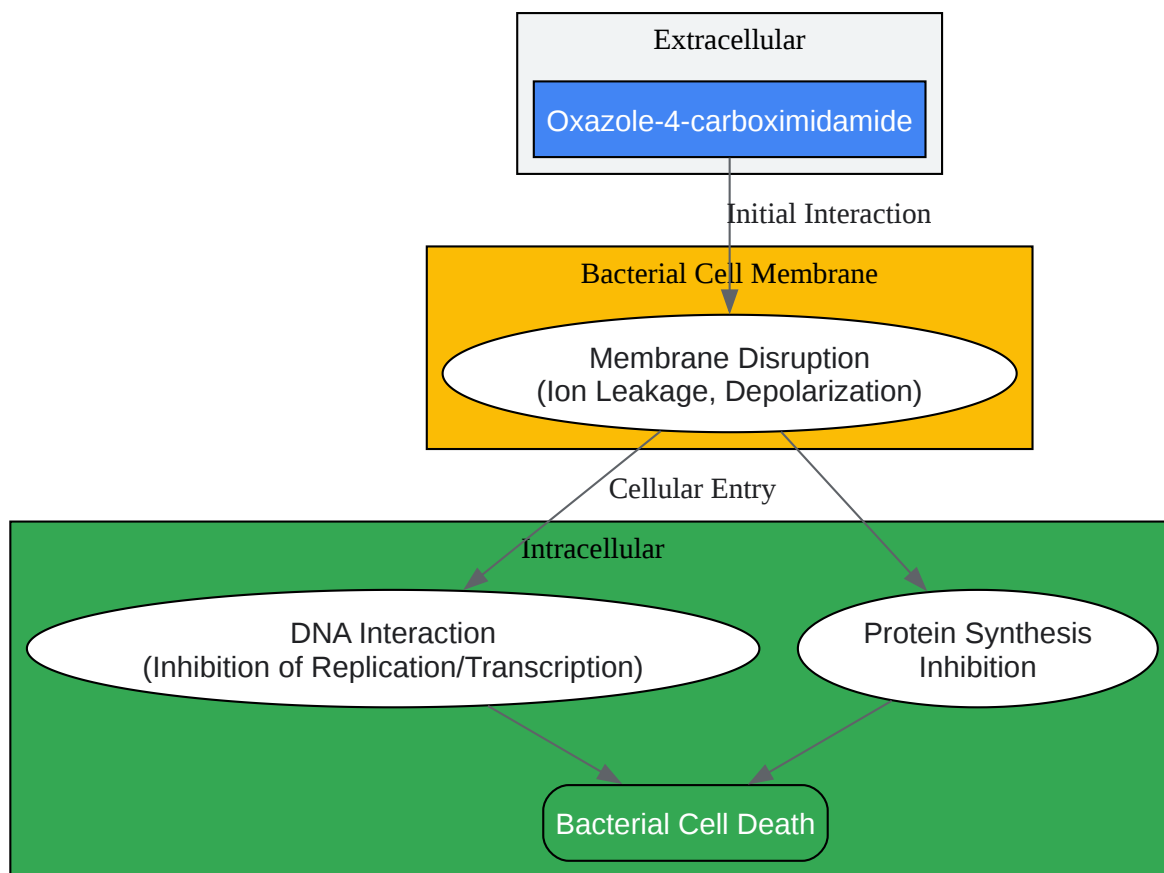 Extracellular
Oxazole-4-carboximidamide
Initial Interaction
Bacterial Cell Membrane
Membrane Disruption
(Ion Leakage, Depolarization)
Cellular Entry
Intracellular
DNA Interaction
(Inhibition of Replication/Transcription)
Protein Synthesis
Inhibition
Bacterial Cell Death